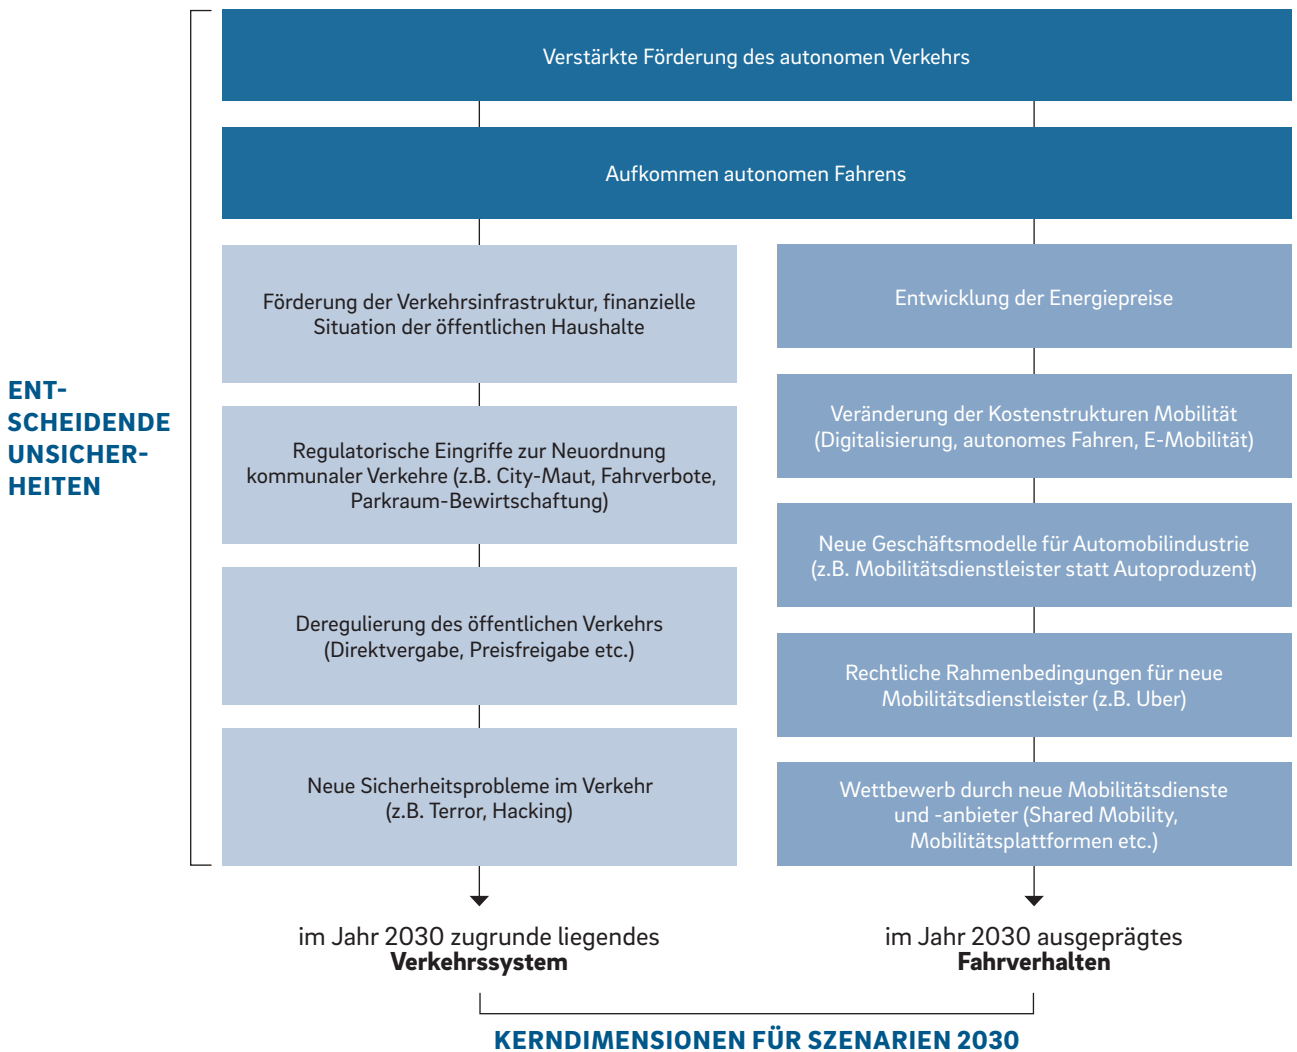 Verstärkte Förderung des autonomen Verkehrs
Aufkommen autonomen Fahrens
ENT-
SCHEIDENDE
UNSICHER-
HEITEN
Förderung der Verkehrsinfrastruktur, finanzielle
Situation der öffentlichen Haushalte
Regulatorische Eingriffe zur Neuordnung
kommunaler Verkehre (z.B. City-Maut, Fahrverbote,
Parkraum-Bewirtschaftung)
Deregulierung des öffentlichen Verkehrs
(Direktvergabe, Preisfreigabe etc.)
Neue Sicherheitsprobleme im Verkehr
(z.B. Terror, Hacking)
Entwicklung der Energiepreise
Veränderung der Kostenstrukturen Mobilität
(Digitalisierung, autonomes Fahren, E-Mobilität)
Neue Geschäftsmodelle für Automobilindustrie
(z.B. Mobilitätsdienstleister statt Autoproduzent)
Rechtliche Rahmenbedingungen für neue
Mobilitätsdienstleister (z.B. Uber)
Wettbewerb durch neue Mobilitätsdienste
und -anbieter (Shared Mobility,
Mobilitätsplattformen etc.)
im Jahr 2030 zugrunde liegendes
Verkehrssystem
im Jahr 2030 ausgeprägtes
Fahrverhalten
KERNDIMENSIONEN FÜR SZENARIEN 2030